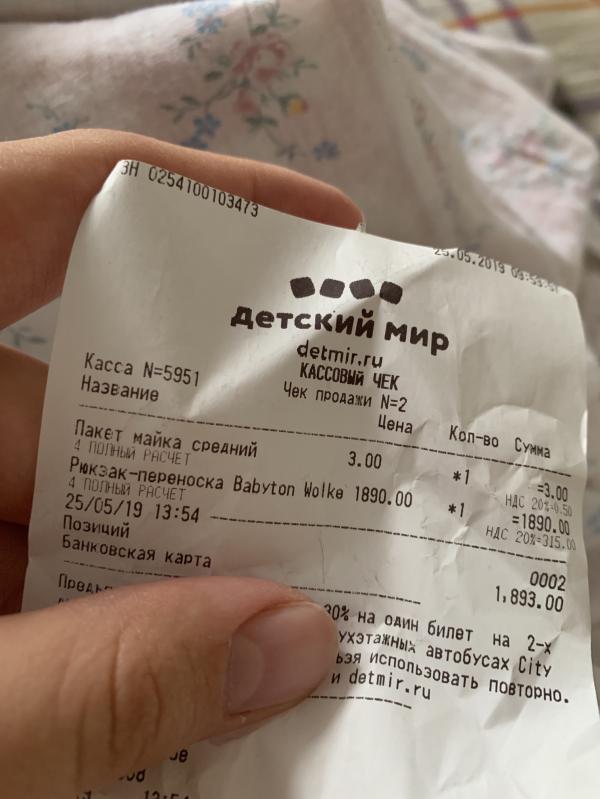 ЗН 0254100103473
25.05.2019
детский мир
detmir.ru
КАССОВЫЙ ЧЕК
Касса N=5951
Чек продажи N=2
Название Цена Кол-во Сумма
Пакет майка средний 3.00 *1 =3.00
4 ПОЛНЫЙ РАСЧЕТ НДС 20%=0.50
Рюкзак-переноска Babyton Wolke 1890.00 *1 =1890.00
4 ПОЛНЫЙ РАСЧЕТ НДС 20%=315.00
25/05/19 13:54
Позиций 0002
Банковская карта 1,893.00
30% на один билет на 2-х
автобусах City
использовать повторно.
и detmir.ru
13:54